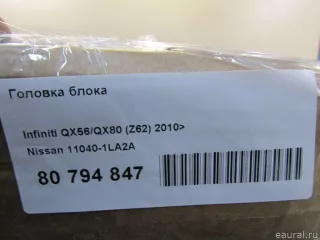 Головка блока
Infiniti QX56/QX80 (Z62) 2010>
Nissan 11040-1LA2A
80 794 847
eaural.ru